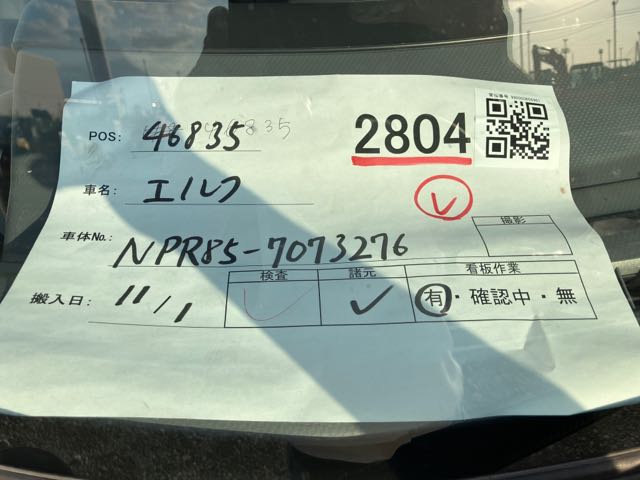 POS: 46835 46835
2804
車名: エルフ
車体No.: NPR85-7073276
撮影
搬入日: 11/1
検査 諸元 看板作業
有・確認中・無